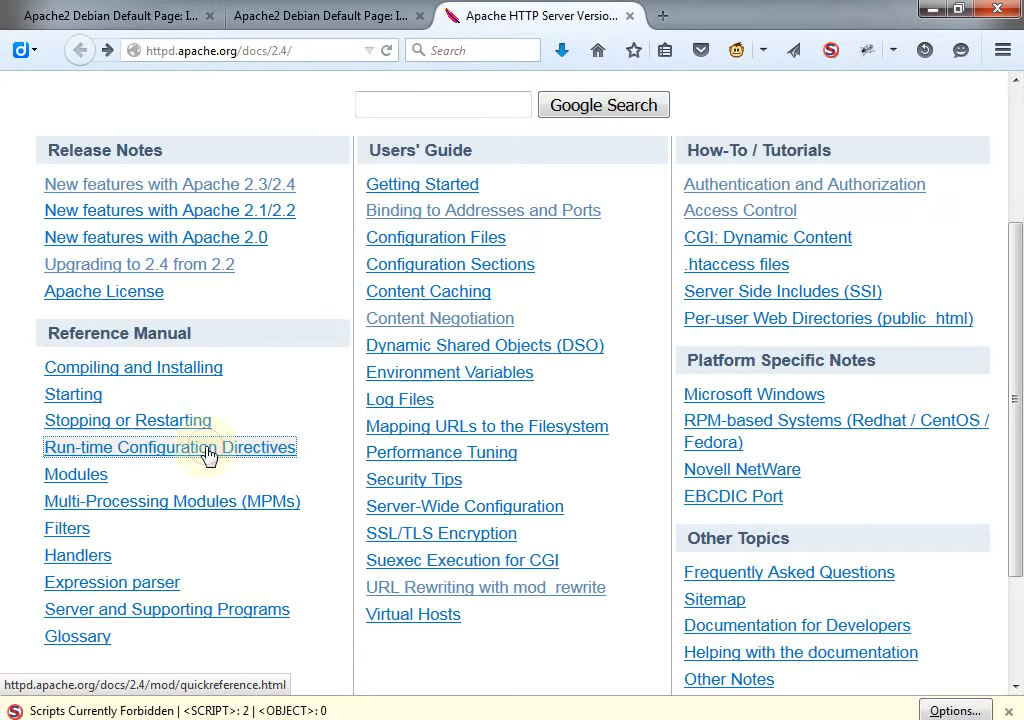 Apache2 Debian Default Page: I...
Apache2 Debian Default Page: I...
Apache HTTP Server Versio...
httpd.apache.org/docs/2.4/
Search
Google Search
Release Notes
New features with Apache 2.3/2.4
New features with Apache 2.1/2.2
New features with Apache 2.0
Upgrading to 2.4 from 2.2
Apache License
Reference Manual
Compiling and Installing
Starting
Stopping or Restarting
Run-time Configuration Directives
Modules
Multi-Processing Modules (MPMs)
Filters
Handlers
Expression parser
Server and Supporting Programs
Glossary
Users' Guide
Getting Started
Binding to Addresses and Ports
Configuration Files
Configuration Sections
Content Caching
Content Negotiation
Dynamic Shared Objects (DSO)
Environment Variables
Log Files
Mapping URLs to the Filesystem
Performance Tuning
Security Tips
Server-Wide Configuration
SSL/TLS Encryption
Suexec Execution for CGI
URL Rewriting with mod_rewrite
Virtual Hosts
How-To / Tutorials
Authentication and Authorization
Access Control
CGI: Dynamic Content
.htaccess files
Server Side Includes (SSI)
Per-user Web Directories (public_html)
Platform Specific Notes
Microsoft Windows
RPM-based Systems (Redhat / CentOS /
Fedora)
Novell NetWare
EBCDIC Port
Other Topics
Frequently Asked Questions
Sitemap
Documentation for Developers
Helping with the documentation
Other Notes
httpd.apache.org/docs/2.4/mod/quickreference.html
Scripts Currently Forbidden | <SCRIPT>: 2 | <OBJECT>: 0
Options...